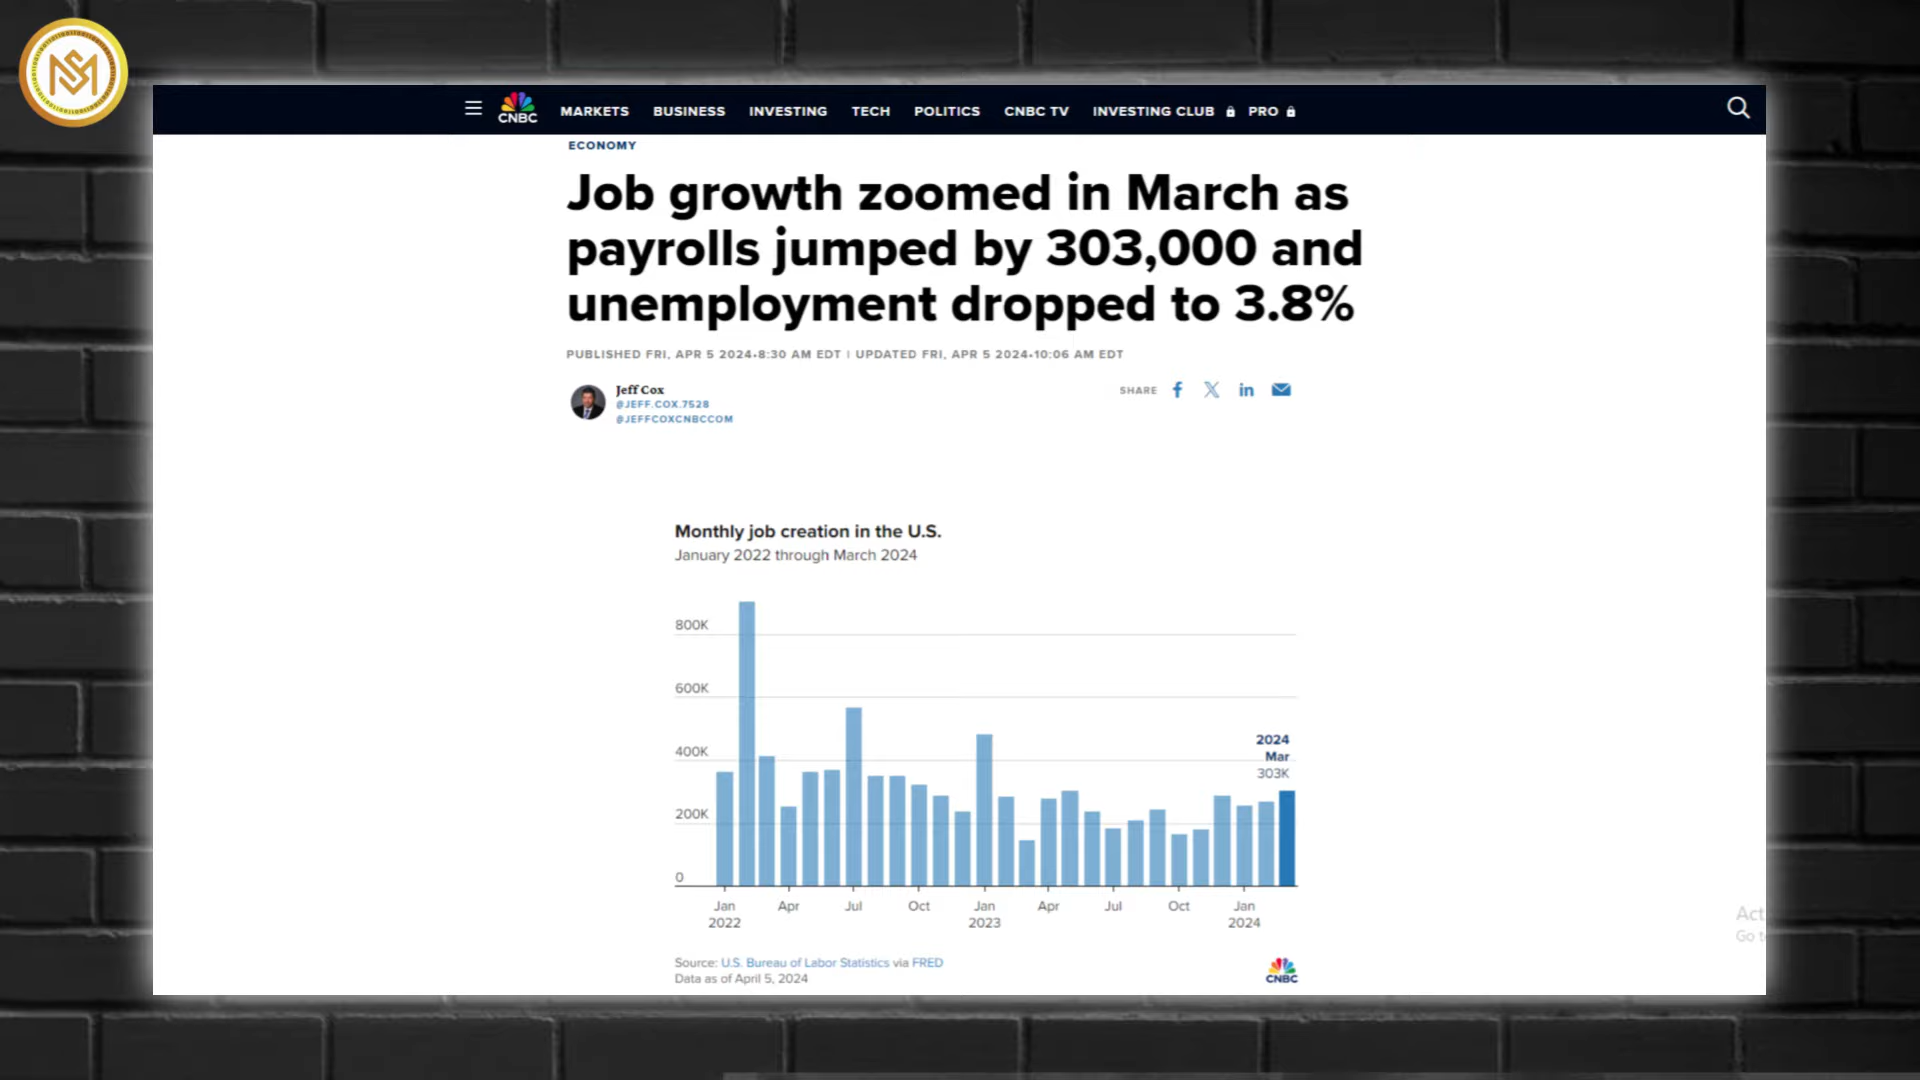 CNBC
MARKETS BUSINESS INVESTING TECH POLITICS CNBC TV INVESTING CLUB PRO
ECONOMY
Job growth zoomed in March as
payrolls jumped by 303,000 and
unemployment dropped to 3.8%
PUBLISHED FRI, APR 5 2024•8:30 AM EDT | UPDATED FRI, APR 5 2024•10:06 AM EDT
Jeff Cox
@JEFF.COX.7528
@JEFFCOXCNBCCOM
SHARE
Monthly job creation in the U.S.
January 2022 through March 2024
800K
600K
400K
200K
0
2024
Mar
303K
Jan Apr Jul Oct Jan Apr Jul Oct Jan
2022 2023 2024
Source: U.S. Bureau of Labor Statistics via FRED
Data as of April 5, 2024
CNBC